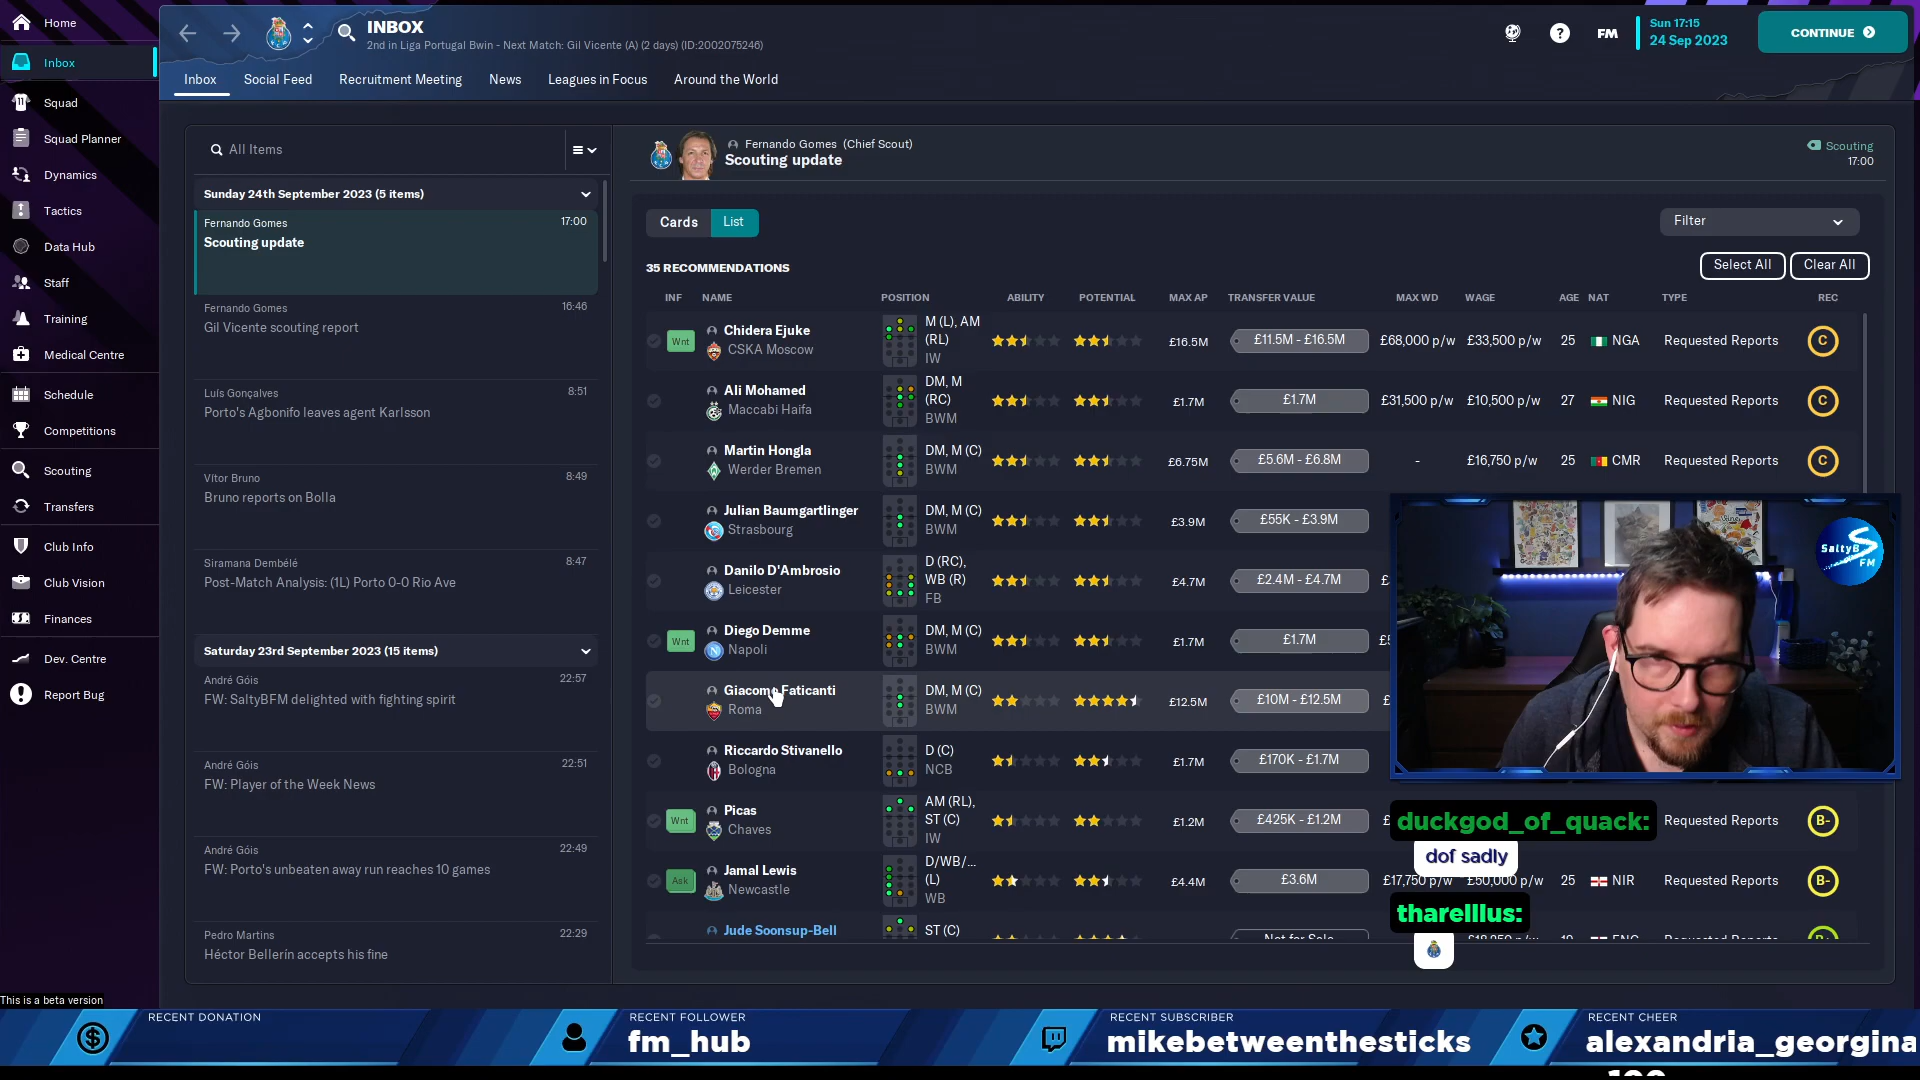 Home
Inbox
Squad
Squad Planner
Dynamics
Tactics
Data Hub
Staff
Training
Medical Centre
Schedule
Competitions
Scouting
Transfers
Club Info
Club Vision
Finances
Dev. Centre
Report Bug
This is a beta version
INBOX
2nd in Liga Portugal Bwin - Next Match: Gil Vicente (A) (2 days) (ID:2002075246)
FM
Sun 17:15
24 Sep 2023
CONTINUE
Inbox Social Feed Recruitment Meeting News Leagues in Focus Around the World
All Items
Sunday 24th September 2023 (5 items)
Fernando Gomes 17:00
Scouting update
Fernando Gomes 16:46
Gil Vicente scouting report
Luís Gonçalves 8:51
Porto's Agbonifo leaves agent Karlsson
Vítor Bruno 8:49
Bruno reports on Bolla
Siramana Dembélé 8:47
Post-Match Analysis: (1L) Porto 0-0 Rio Ave
Saturday 23rd September 2023 (15 items)
André Góis 22:57
FW: SaltyBFM delighted with fighting spirit
André Góis 22:51
FW: Player of the Week News
André Góis 22:49
FW: Porto's unbeaten away run reaches 10 games
Pedro Martins 22:29
Héctor Bellerín accepts his fine
Fernando Gomes (Chief Scout)
Scouting update
Scouting
17:00
Cards List
Filter
35 RECOMMENDATIONS
Select All Clear All
INF NAME POSITION ABILITY POTENTIAL MAX AP TRANSFER VALUE MAX WD WAGE AGE NAT TYPE REC
Wnt Chidera Ejuke CSKA Moscow M (L), AM (RL) IW £16.5M £11.5M - £16.5M £68,000 p/w £33,500 p/w 25 NGA Requested Reports C
Ali Mohamed Maccabi Haifa DM, M (RC) BWM £1.7M £1.7M £31,500 p/w £10,500 p/w 27 NIG Requested Reports C
Martin Hongla Werder Bremen DM, M (C) BWM £6.75M £5.6M - £6.8M - £16,750 p/w 25 CMR Requested Reports C
Julian Baumgartlinger Strasbourg DM, M (C) BWM £3.9M £55K - £3.9M
Danilo D'Ambrosio Leicester D (RC), WB (R) FB £4.7M £2.4M - £4.7M
Wnt Diego Demme Napoli DM, M (C) BWM £1.7M £1.7M
Giacomo Faticanti Roma DM, M (C) BWM £12.5M £10M - £12.5M
Riccardo Stivanello Bologna D (C) NCB £1.7M £170K - £1.7M
Wnt Picas Chaves AM (RL), ST (C) IW £1.2M £425K - £1.2M Requested Reports B-
Ask Jamal Lewis Newcastle D/WB/... (L) WB £4.4M £3.6M £17,750 p/w £50,000 p/w 25 NIR Requested Reports B-
Jude Soonsup-Bell ST (C) Not for Sale
SaltyB
FM
duckgod_of_quack:
dof sadly
tharelllus:
RECENT DONATION
RECENT FOLLOWER
fm_hub
RECENT SUBSCRIBER
mikebetweenthesticks
RECENT CHEER
alexandria_georgina